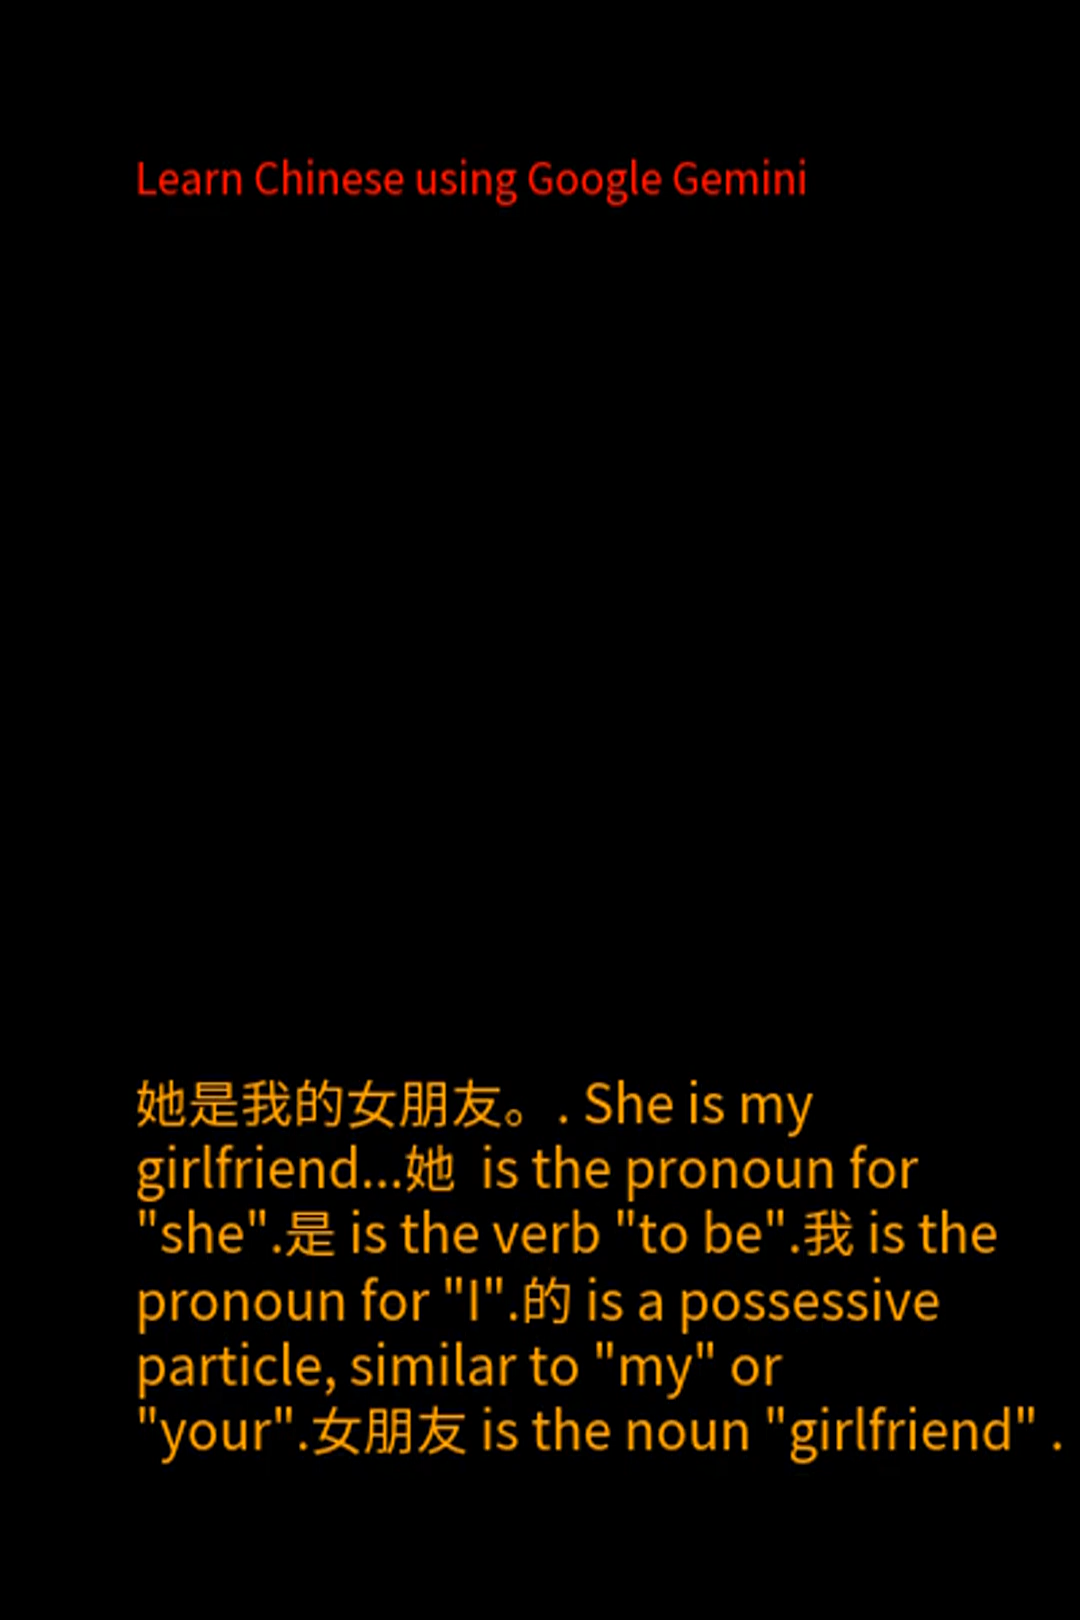 Learn Chinese using Google Gemini
她是我的女朋友。. She is my
girlfriend...她 is the pronoun for
"she".是 is the verb "to be".我 is the
pronoun for "I".的 is a possessive
particle, similar to "my" or
"your".女朋友 is the noun "girlfriend" .